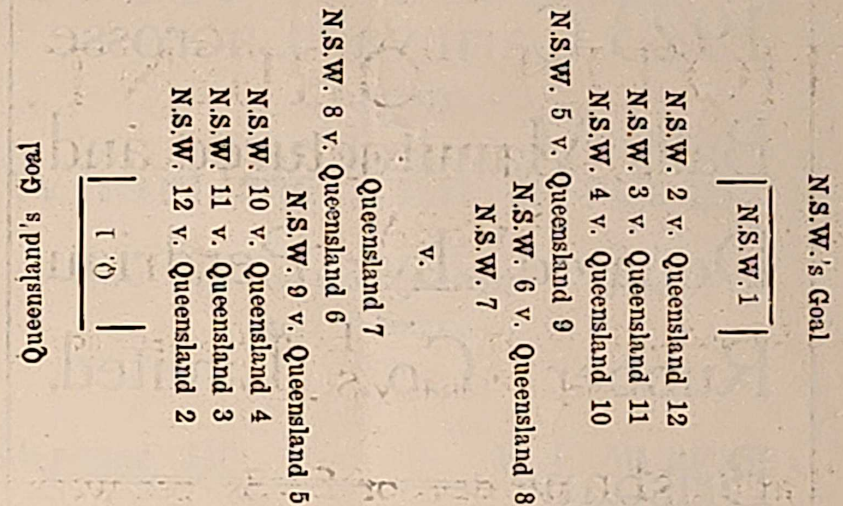 N.S.W.'s Goal
N.S.W. 1
N.S.W. 2 v. Queensland 12
N.S.W. 3 v. Queensland 11
N.S.W. 4 v. Queensland 10
N.S.W. 5 v. Queensland 9
N.S.W. 6 v. Queensland 8
N.S.W. 7
v.
Queensland 7
N.S.W. 8 v. Queensland 6
N.S.W. 9 v. Queensland 5
N.S.W. 10 v. Queensland 4
N.S.W 11 v. Queensland 3
N.S.W. 12 v. Queensland 2
Q. 1
Queensland's Goal